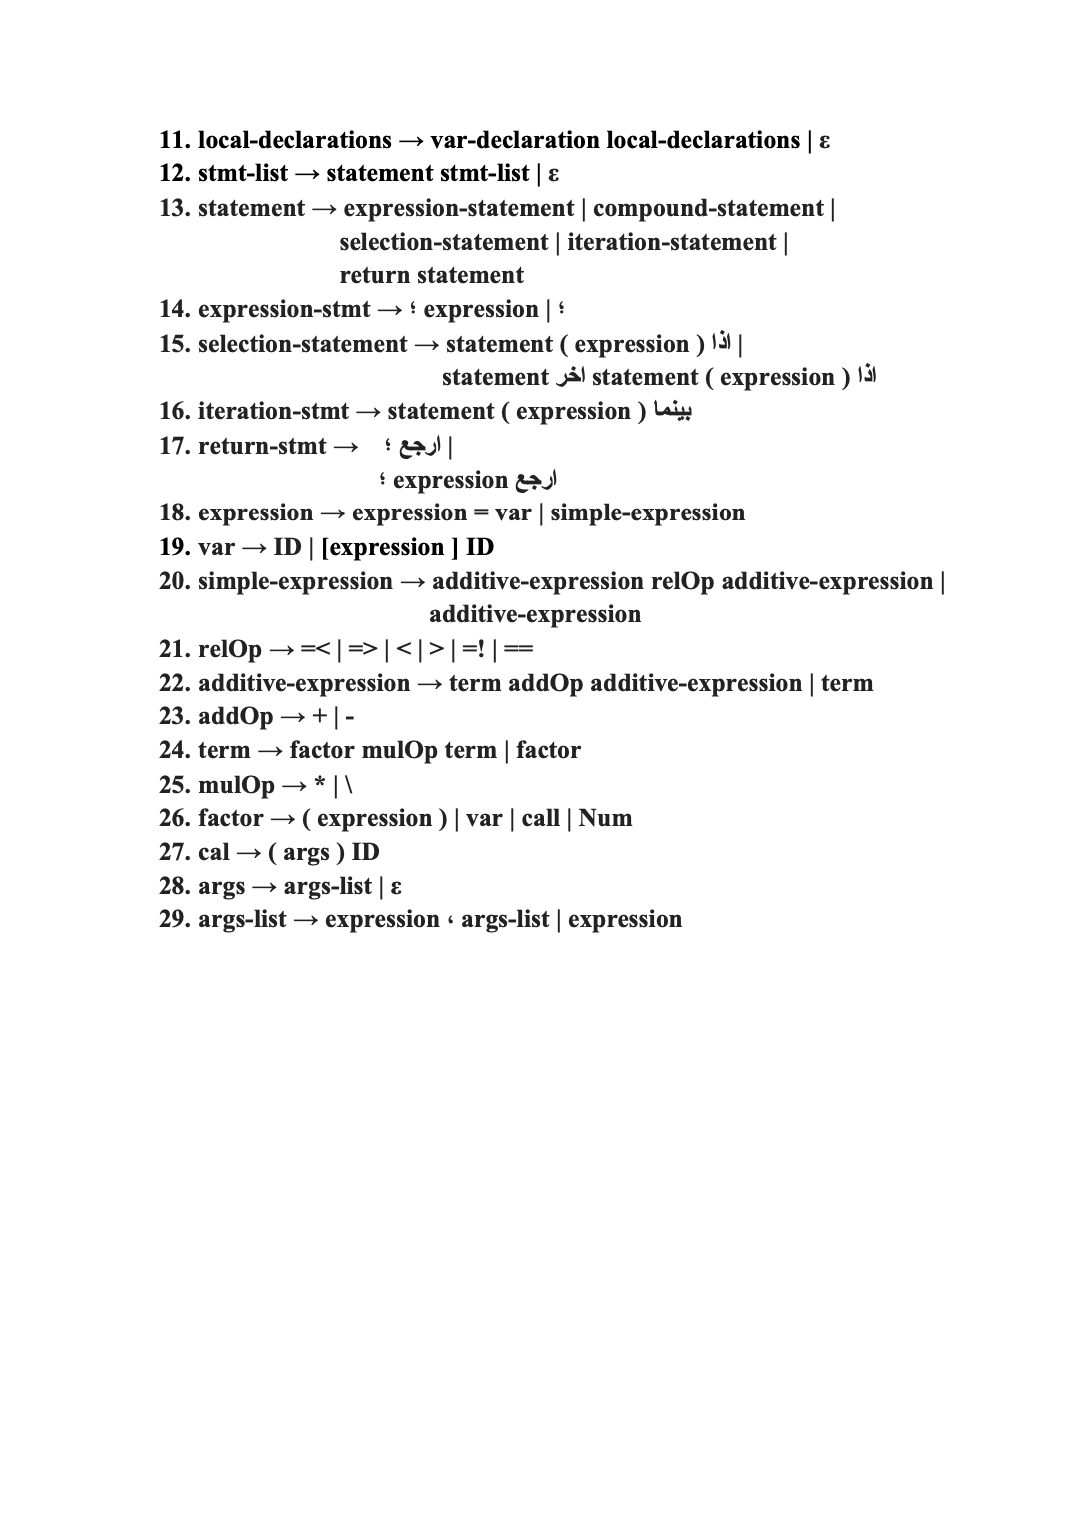 11. local-declarations → var-declaration local-declarations | ε
12. stmt-list → statement stmt-list | ε
13. statement → expression-statement | compound-statement |
selection-statement | iteration-statement |
return statement
14. expression-stmt → ؛ expression | ؛
15. selection-statement → statement ( expression ) اذا |
statement اخر statement ( expression ) اذا
16. iteration-stmt → statement ( expression ) بينما
17. return-stmt → ؛ ارجع |
؛ expression ارجع
18. expression → expression = var | simple-expression
19. var → ID | [expression ] ID
20. simple-expression → additive-expression relOp additive-expression |
additive-expression
21. relOp → =< | => | < | > | =! | ==
22. additive-expression → term addOp additive-expression | term
23. addOp → + | -
24. term → factor mulOp term | factor
25. mulOp → * | \
26. factor → ( expression ) | var | call | Num
27. cal → ( args ) ID
28. args → args-list | ε
29. args-list → expression ، args-list | expression